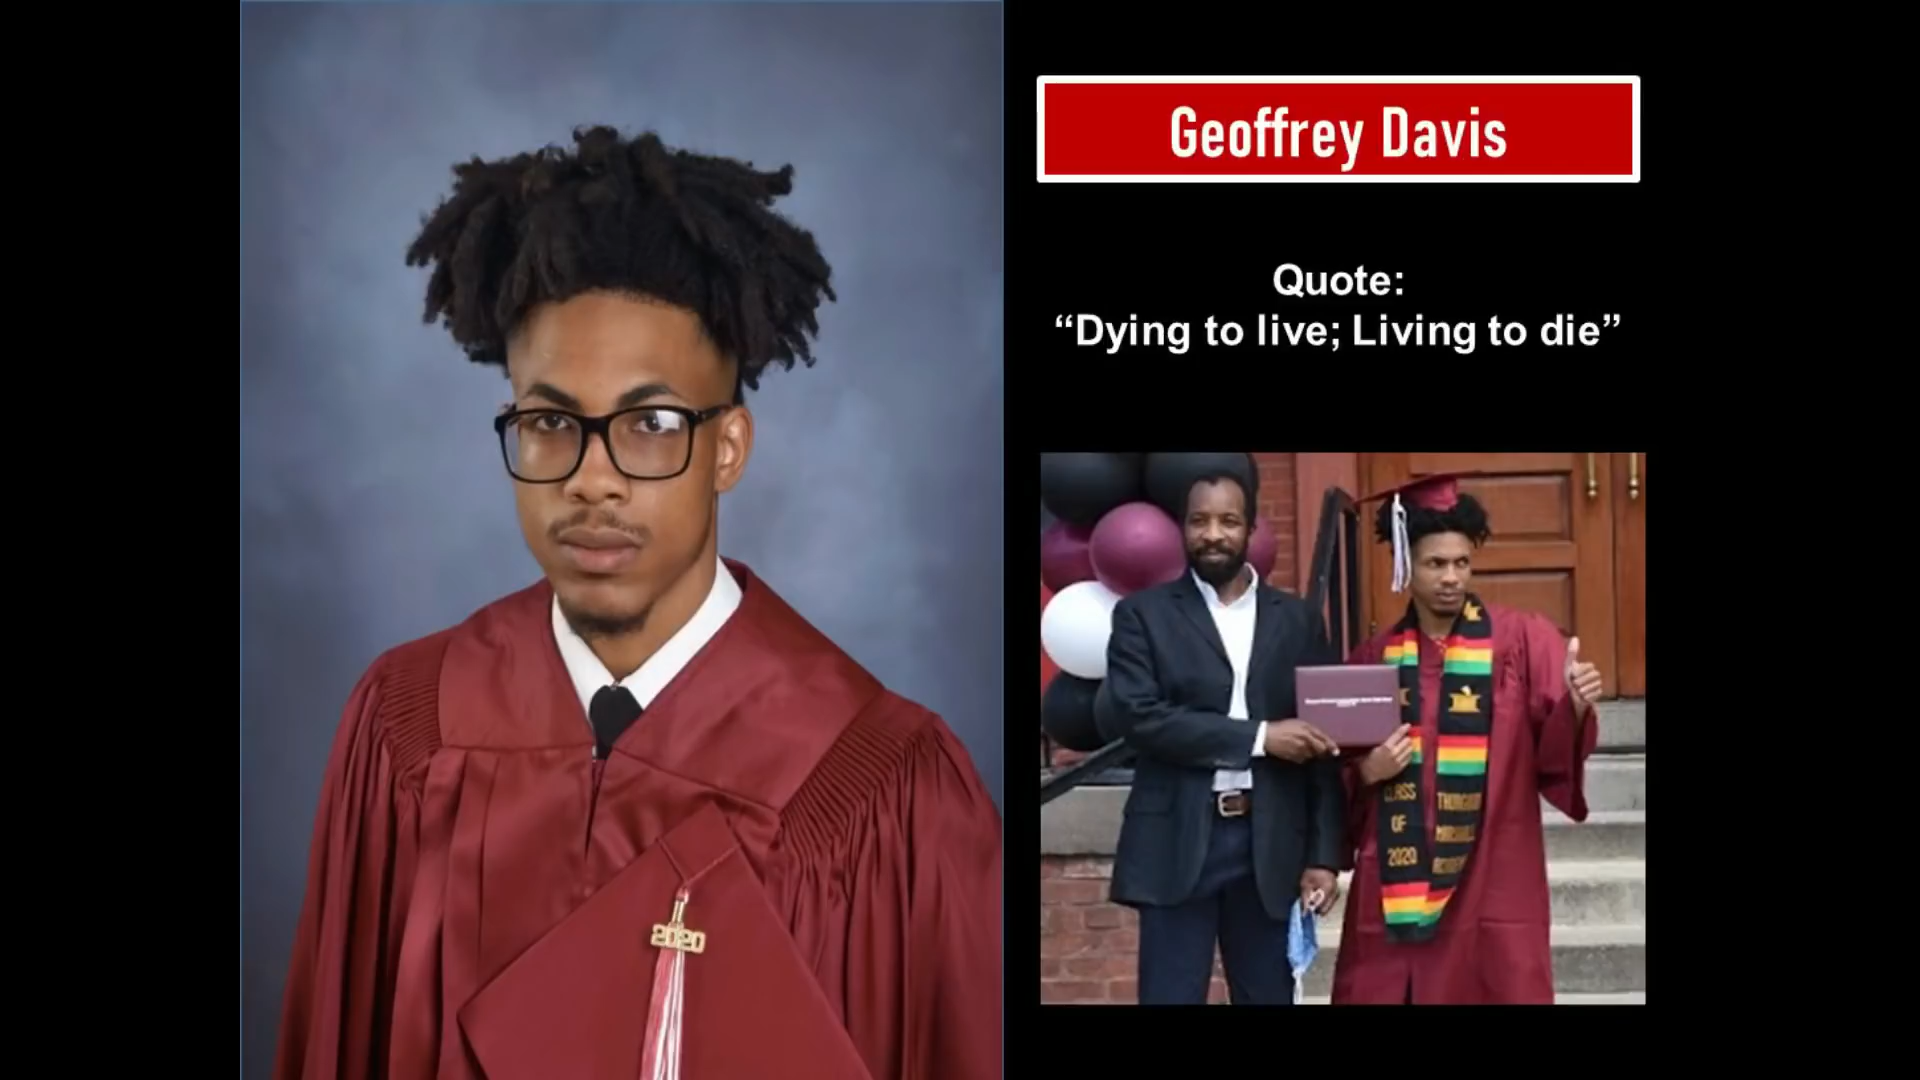 Geoffrey Davis
Quote:
“Dying to live; Living to die”
2020
CLASS
OF
2020